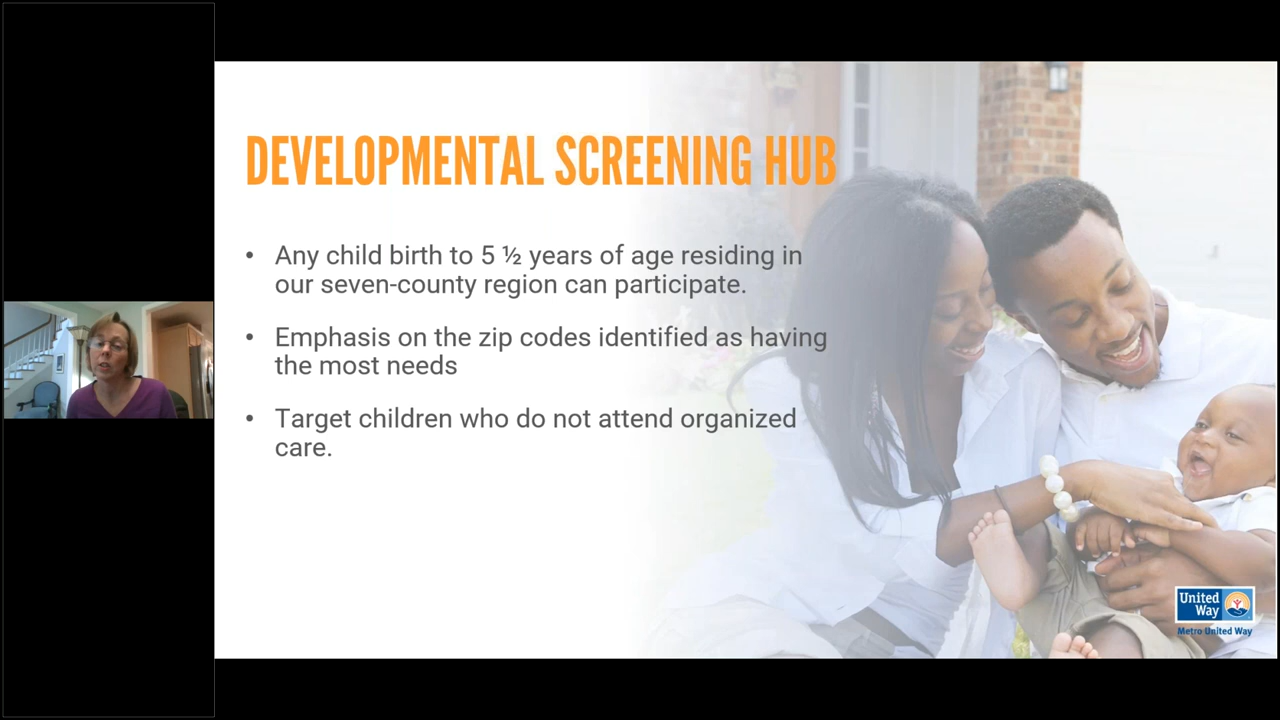 DEVELOPMENTAL SCREENING HUB
• Any child birth to 5 ½ years of age residing in
our seven-county region can participate.
• Emphasis on the zip codes identified as having
the most needs
• Target children who do not attend organized
care.
United
Way
Metro United Way